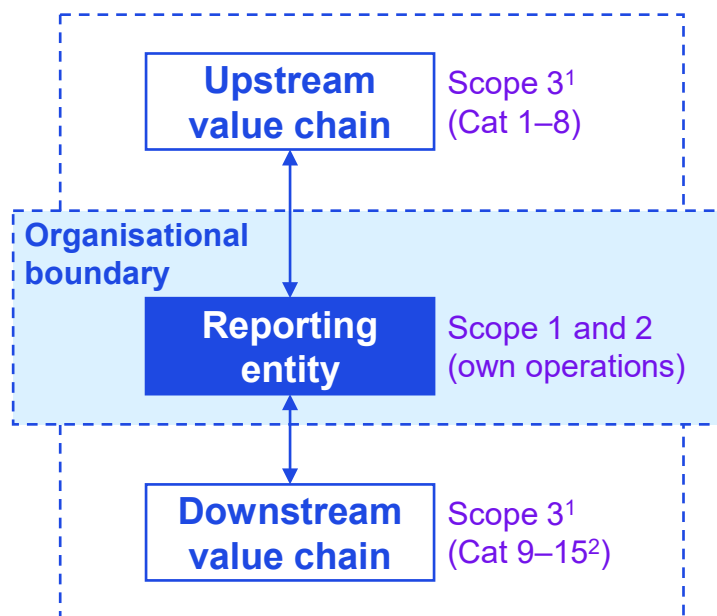 Upstream
value chain
Scope 3¹
(Cat 1–8)
Organisational
boundary
Reporting
entity
Scope 1 and 2
(own operations)
Downstream
value chain
Scope 3¹
(Cat 9–15²)